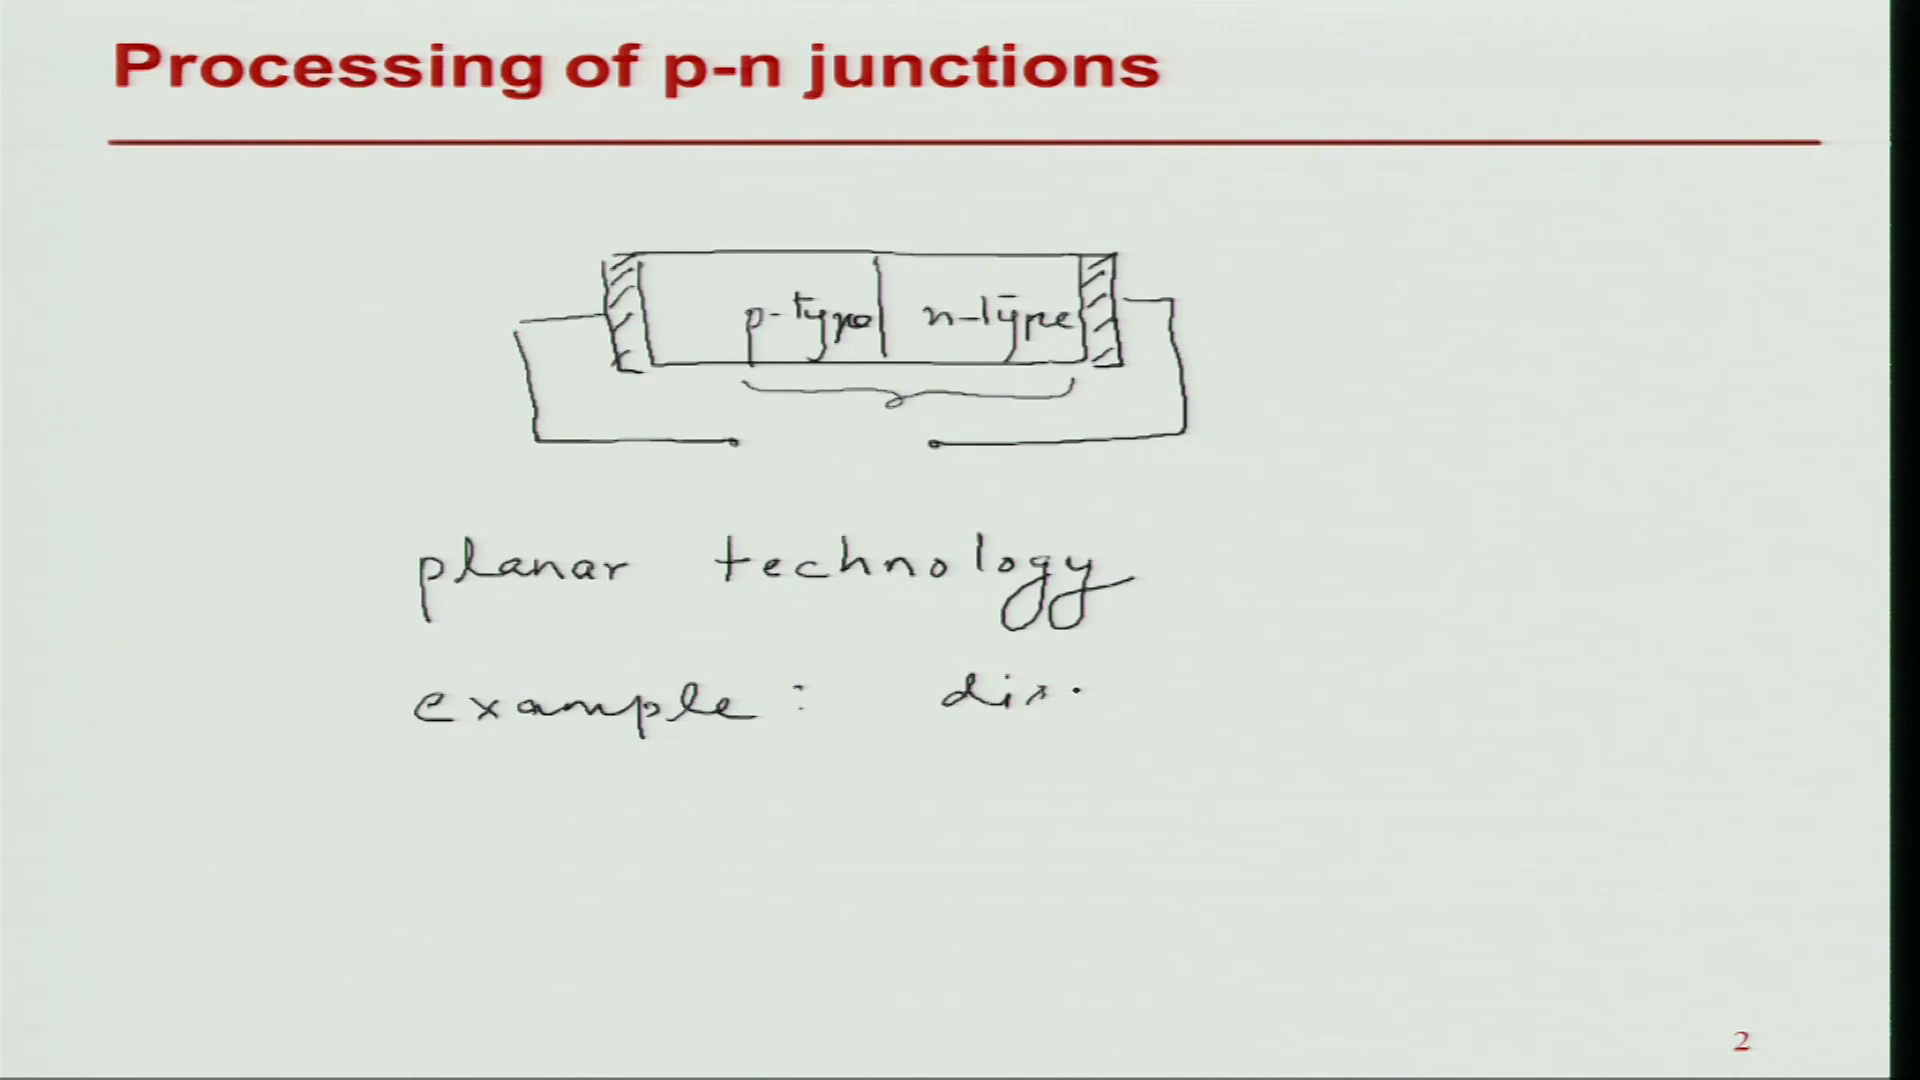 Processing of p-n junctions
p-type n-type
planar technology
example :
2